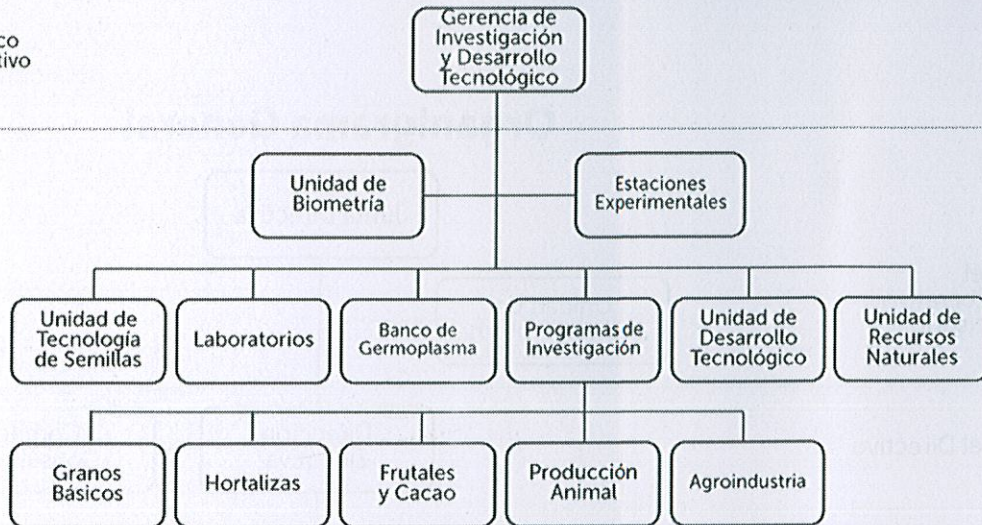 Gerencia de
Investigación
y Desarrollo
Tecnológico
Unidad de
Biometría
Estaciones
Experimentales
Unidad de
Tecnología
de Semillas
Laboratorios
Banco de
Germoplasma
Programas de
Investigación
Unidad de
Desarrollo
Tecnológico
Unidad de
Recursos
Naturales
Granos
Básicos
Hortalizas
Frutales
y Cacao
Producción
Animal
Agroindustria